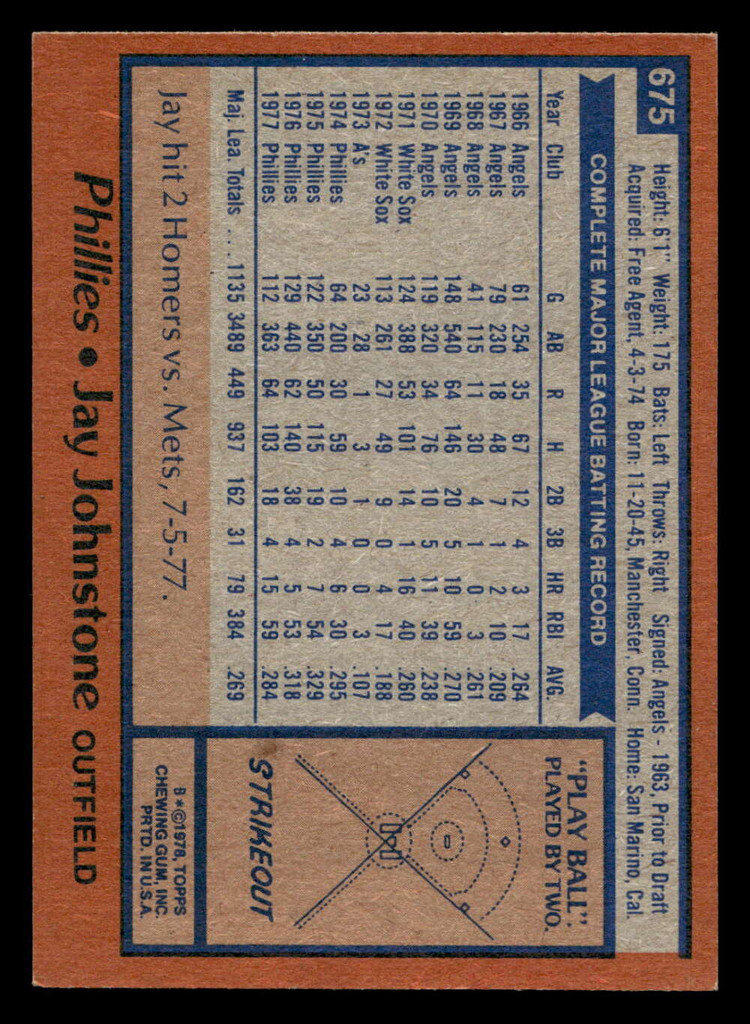 675
Height: 6'1" Weight: 175 Bats: Left Throws: Right Signed: Angels - 1963, Prior to Draft
Acquired: Free Agent, 4-3-74 Born: 11-20-45, Manchester, Conn. Home: San Marino, Cal.
COMPLETE MAJOR LEAGUE BATTING RECORD
Year Club G AB R H 2B 3B HR RBI AVG.
1966 Angels 61 254 35 67 12 4 3 17 .264
1967 Angels 79 230 18 48 7 1 2 10 .209
1968 Angels 41 115 11 30 4 1 0 3 .261
1969 Angels 148 540 64 146 20 5 10 59 .270
1970 Angels 119 320 34 76 10 5 11 39 .238
1971 White Sox 124 388 53 101 14 1 16 40 .260
1972 White Sox 113 261 27 49 9 0 4 17 .188
1973 A's 23 28 1 3 1 0 0 3 .107
1974 Phillies 64 200 30 59 10 4 6 30 .295
1975 Phillies 122 350 50 115 19 2 7 54 .329
1976 Phillies 129 440 62 140 38 4 5 53 .318
1977 Phillies 112 363 64 103 18 4 15 59 .284
Maj. Lea. Totals ... 1135 3489 449 937 162 31 79 384 .269
Jay hit 2 Homers vs. Mets, 7-5-77.
"PLAY BALL".
PLAYED BY TWO.
STRIKEOUT
B*©1978, TOPPS
CHEWING GUM, INC.
PRTD. IN U.S.A.
Phillies • Jay Johnstone OUTFIELD